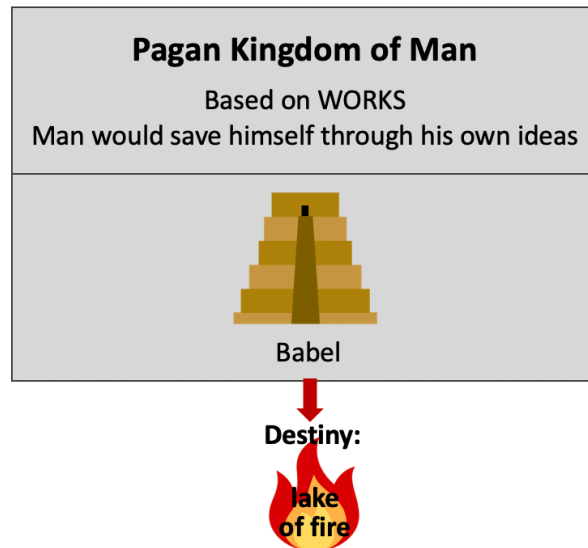 Pagan Kingdom of Man
Based on WORKS
Man would save himself through his own ideas
Babel
Destiny:
lake
of fire